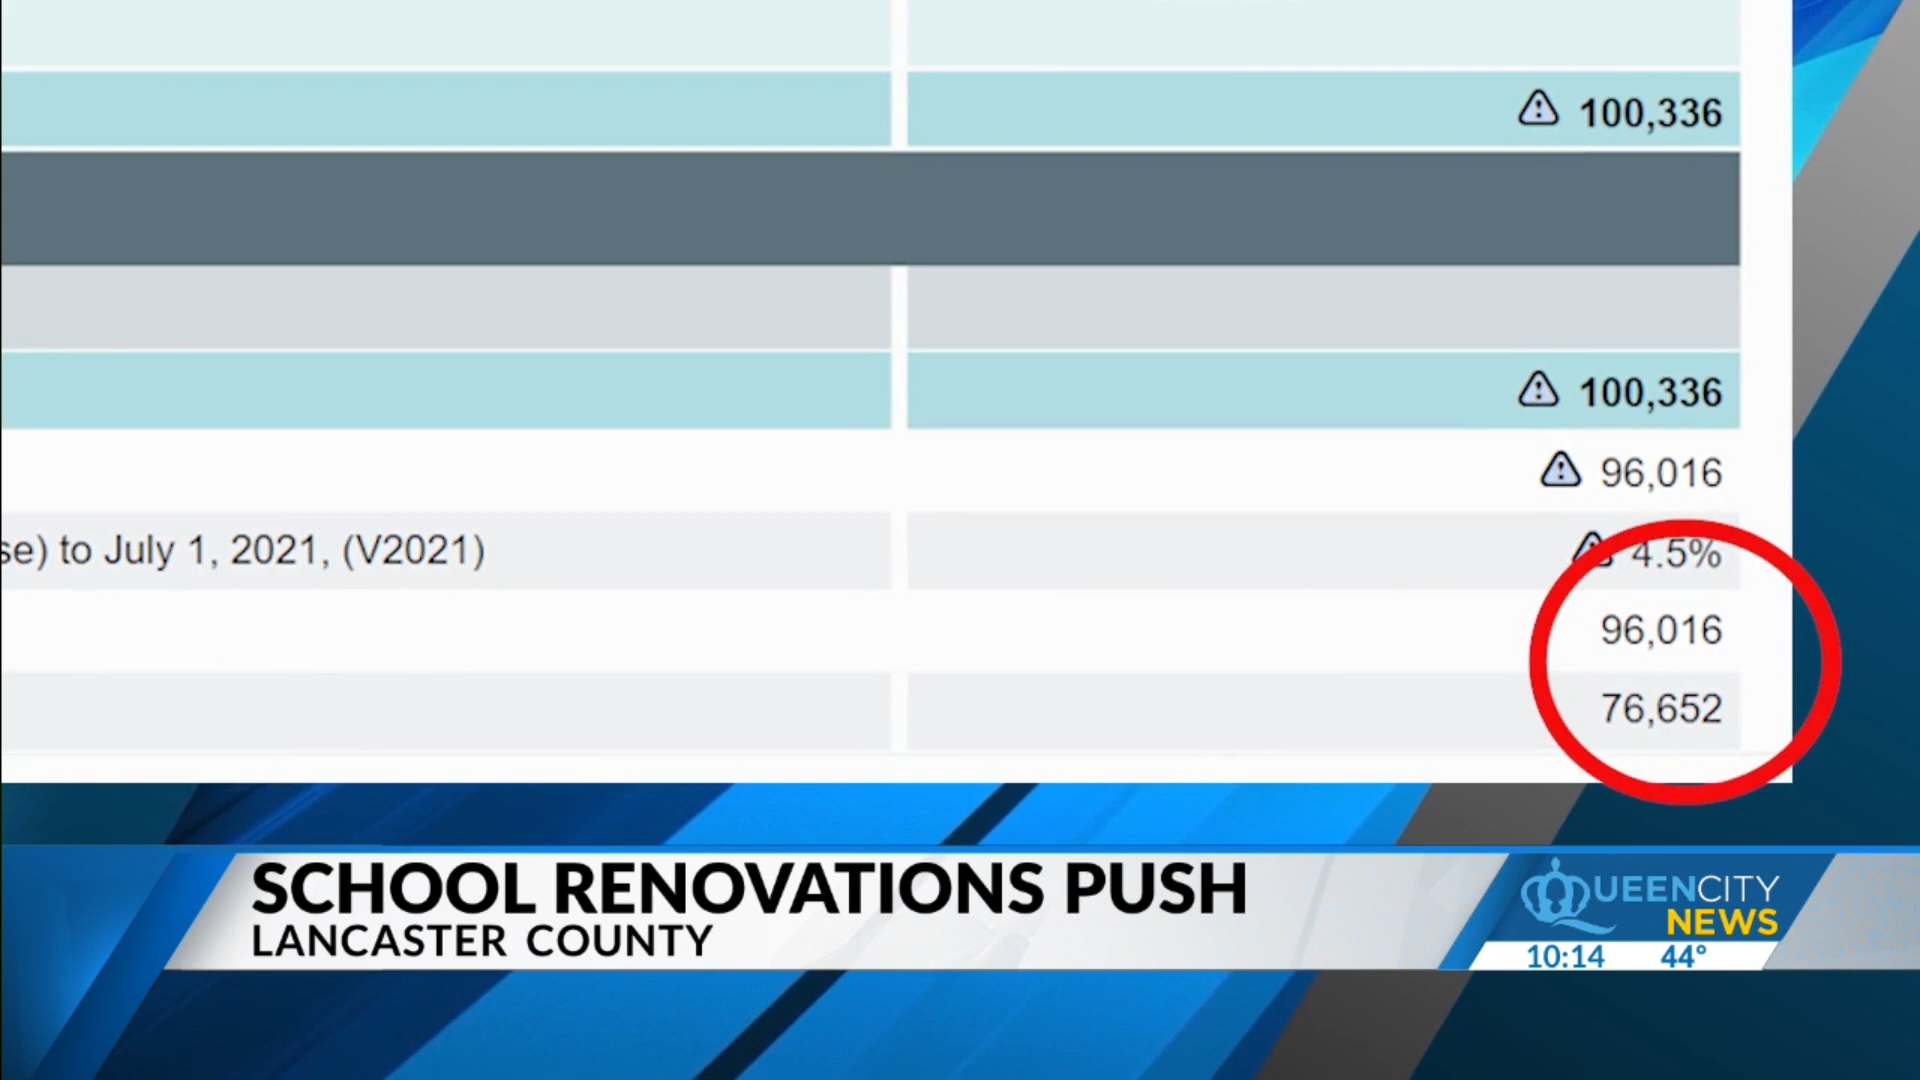 100,336
100,336
96,016
se) to July 1, 2021, (V2021) 4.5%
96,016
76,652
SCHOOL RENOVATIONS PUSH
LANCASTER COUNTY
QUEENCITY
NEWS
10:14 44°